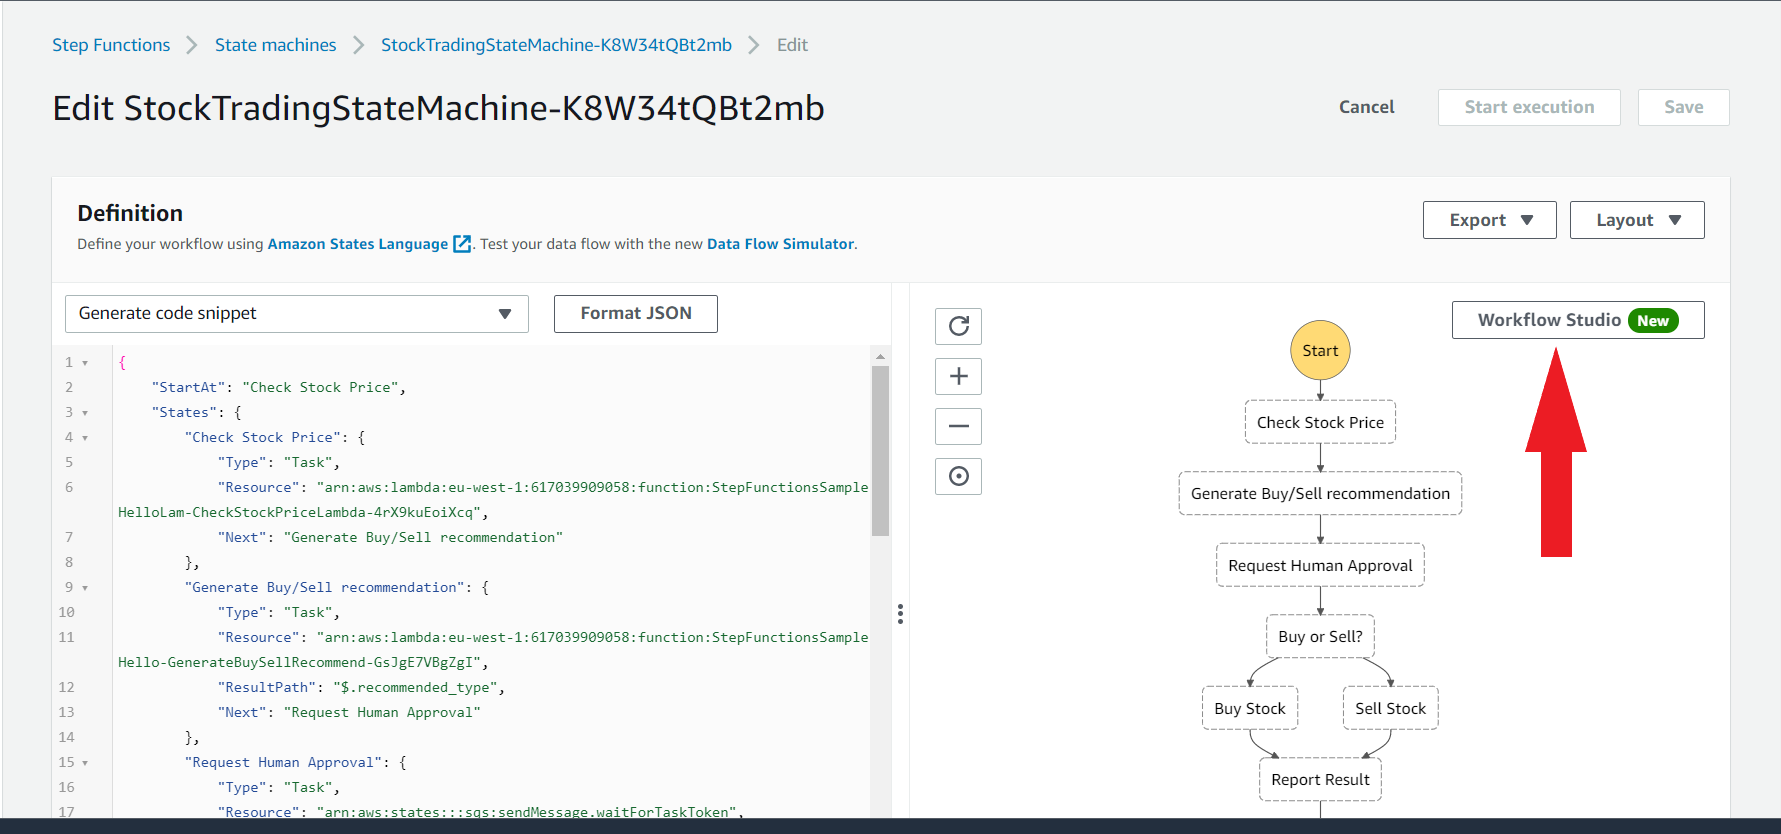 Step Functions > State machines > StockTradingStateMachine-K8W34tQBt2mb > Edit
Edit StockTradingStateMachine-K8W34tQBt2mb
Cancel
Start execution
Save
Definition
Define your workflow using Amazon States Language. Test your data flow with the new Data Flow Simulator.
Export
Layout
Generate code snippet
Format JSON
1 {
2 "StartAt": "Check Stock Price",
3 "States": {
4 "Check Stock Price": {
5 "Type": "Task",
6 "Resource": "arn:aws:lambda:eu-west-1:617039909058:function:StepFunctionsSample
HelloLam-CheckStockPriceLambda-4rX9kuEoiXcq",
7 "Next": "Generate Buy/Sell recommendation"
8 },
9 "Generate Buy/Sell recommendation": {
10 "Type": "Task",
11 "Resource": "arn:aws:lambda:eu-west-1:617039909058:function:StepFunctionsSample
Hello-GenerateBuySellRecommend-GsJgE7VBgZgI",
12 "ResultPath": "$.recommended_type",
13 "Next": "Request Human Approval"
14 },
15 "Request Human Approval": {
16 "Type": "Task",
17 "Resource": "arn:aws:states:::sqs:sendMessage.waitForTaskToken",
Workflow Studio New
Start
Check Stock Price
Generate Buy/Sell recommendation
Request Human Approval
Buy or Sell?
Buy Stock
Sell Stock
Report Result